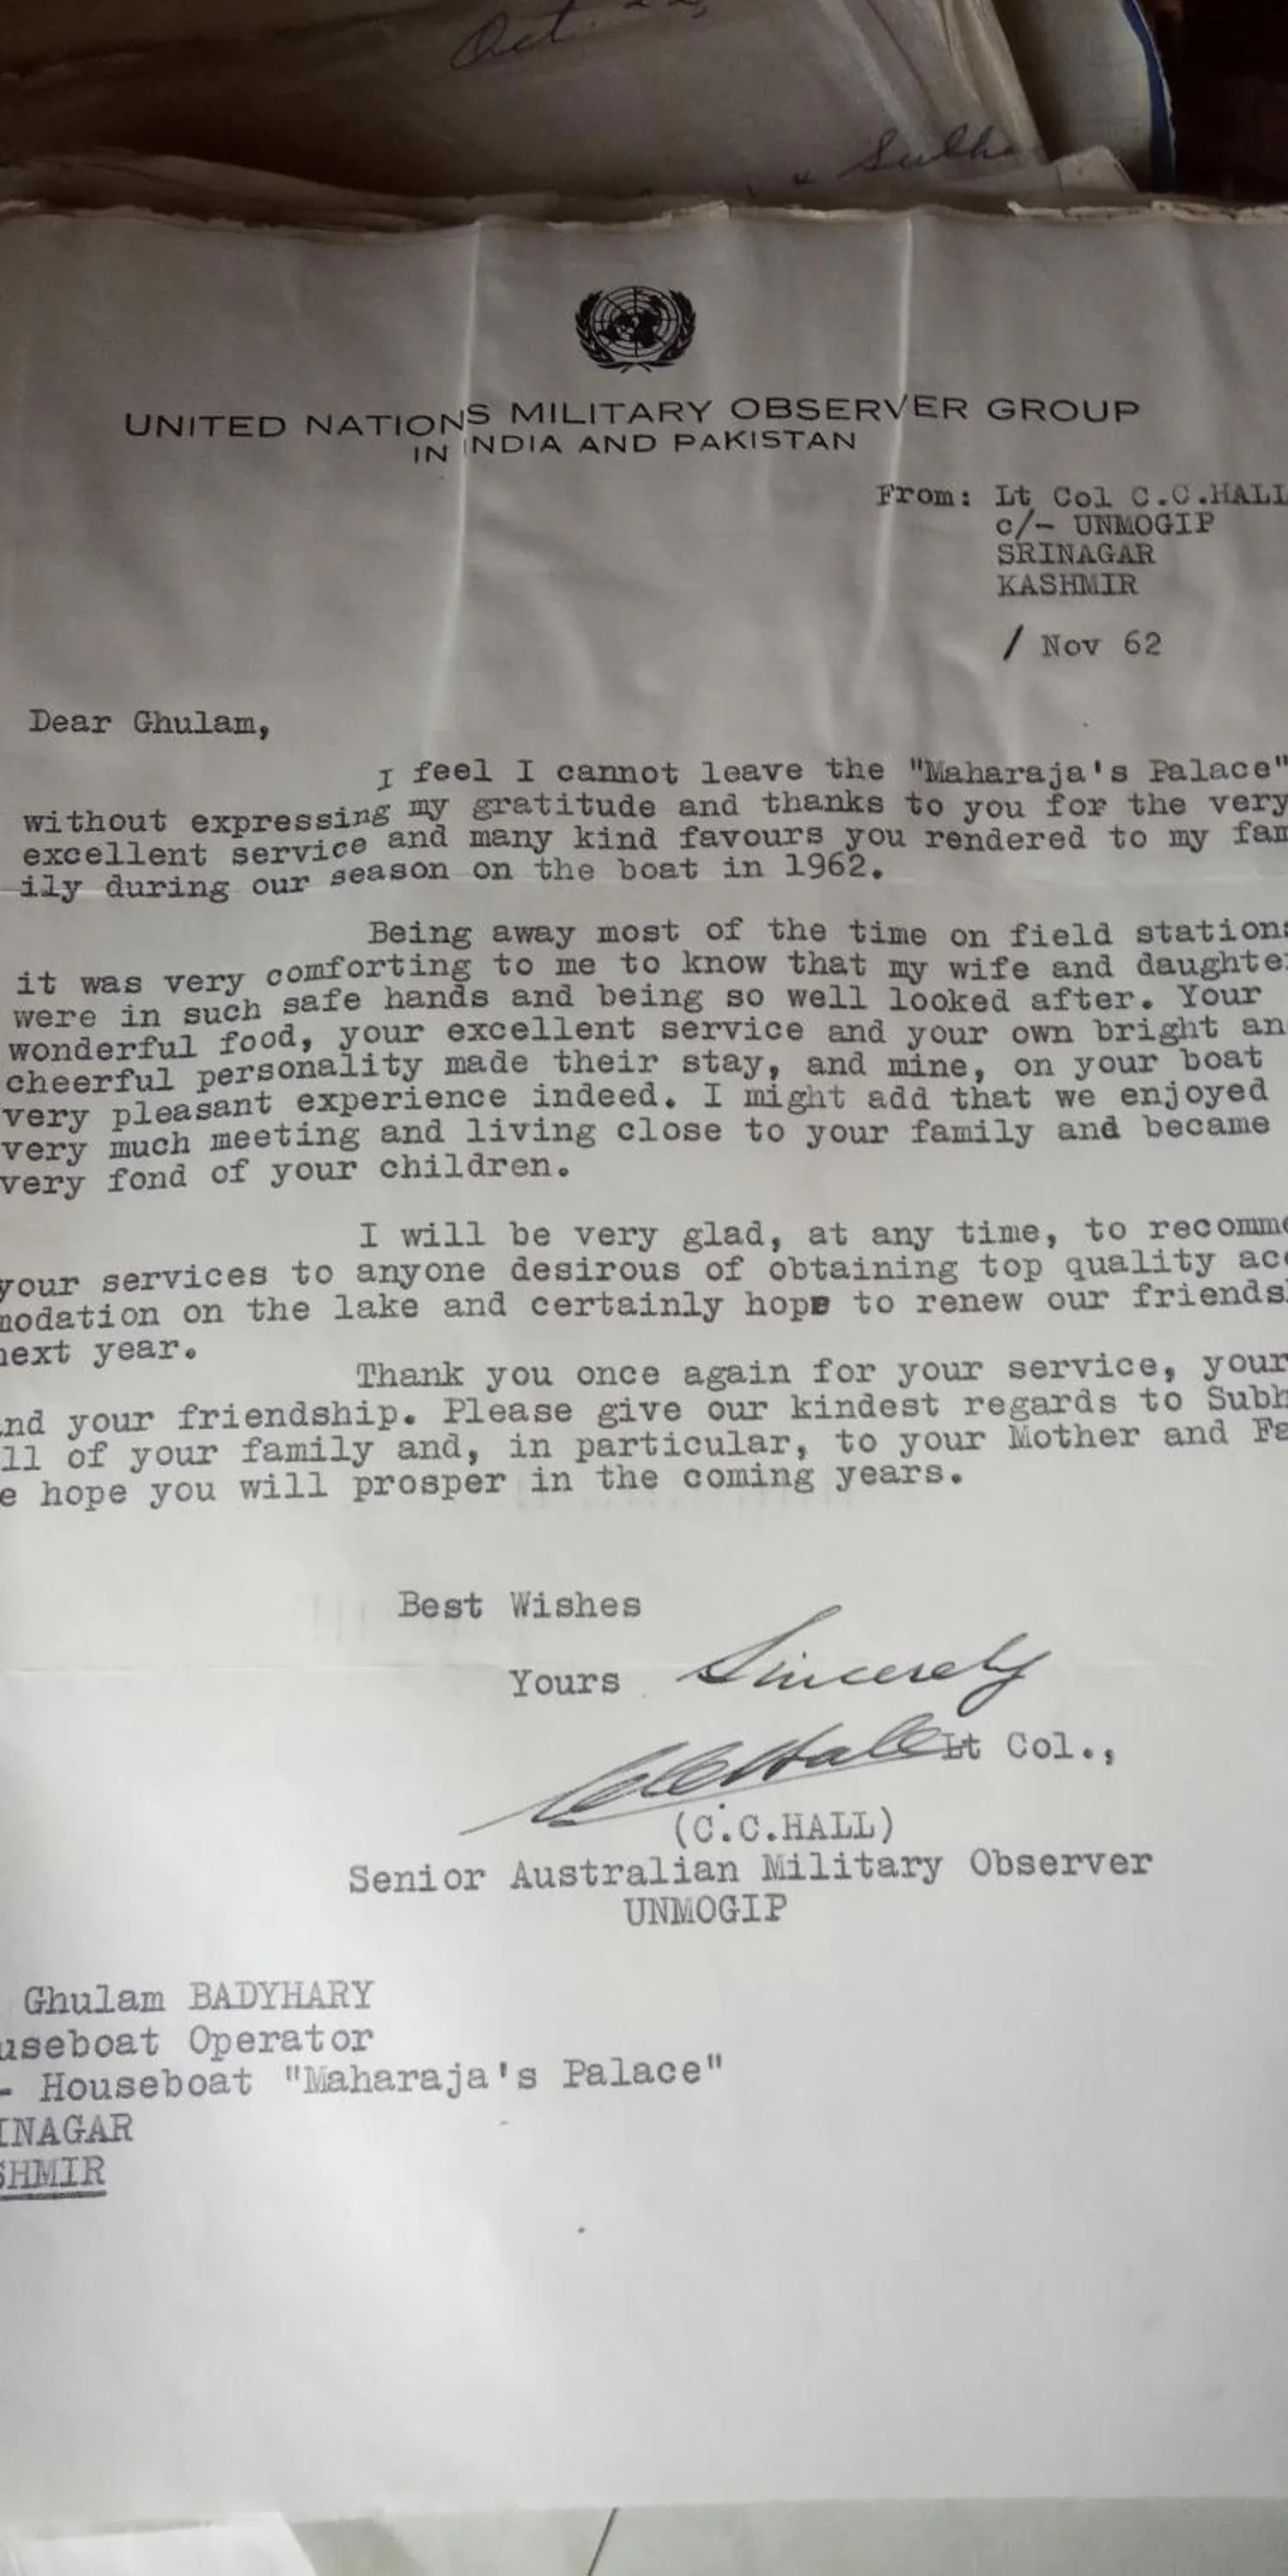 Oct.
UNITED NATIONS MILITARY OBSERVER GROUP
IN INDIA AND PAKISTAN
From: Lt Col C.C.HALL
c/- UNMOGIP
SRINAGAR
KASHMIR
/ Nov 62
Dear Ghulam,
I feel I cannot leave the "Maharaja's Palace"
without expressing my gratitude and thanks to you for the very
excellent service and many kind favours you rendered to my fam
ily during our season on the boat in 1962.
Being away most of the time on field stations
it was very comforting to me to know that my wife and daughte
were in such safe hands and being so well looked after. Your
wonderful food, your excellent service and your own bright an
cheerful personality made their stay, and mine, on your boat
very pleasant experience indeed. I might add that we enjoyed
very much meeting and living close to your family and became
very fond of your children.
I will be very glad, at any time, to recomme
your services to anyone desirous of obtaining top quality acc
modation on the lake and certainly hope to renew our friends
next year.
Thank you once again for your service, your
nd your friendship. Please give our kindest regards to Subh
ll of your family and, in particular, to your Mother and Fa
e hope you will prosper in the coming years.
Best Wishes
Yours Sincerely
CCHall Lt Col.,
(C.C.HALL)
Senior Australian Military Observer
UNMOGIP
Ghulam BADYHARY
useboat Operator
- Houseboat "Maharaja's Palace"
INAGAR
SHMIR